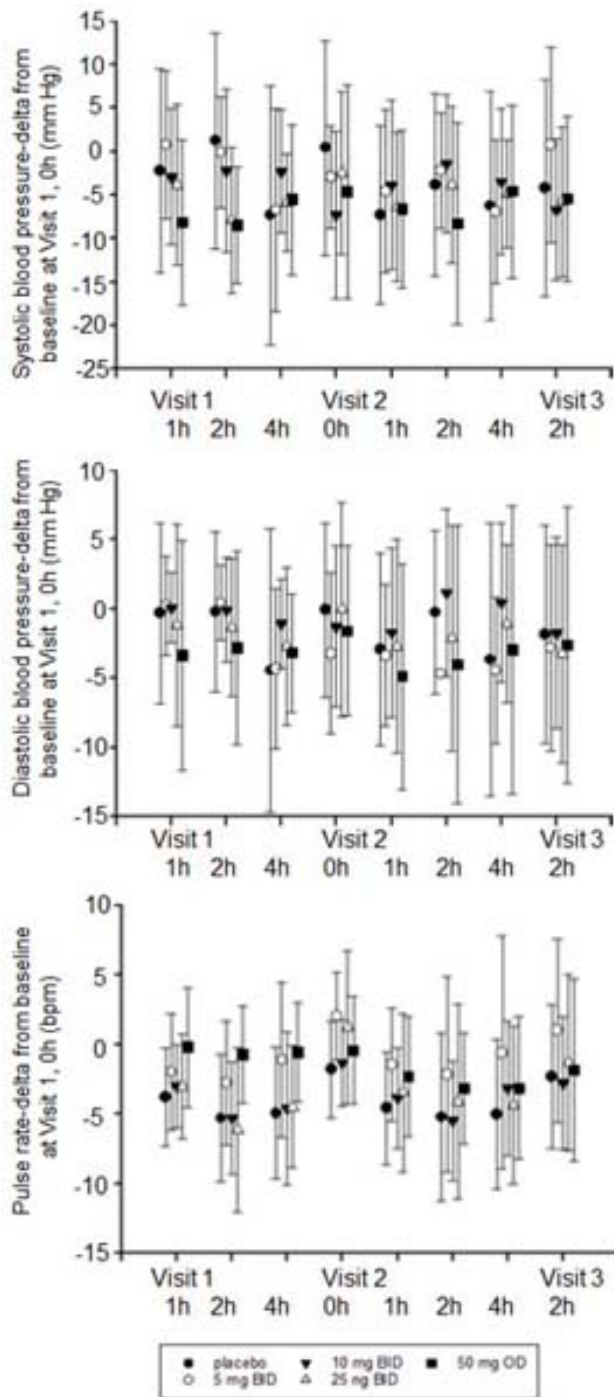 Systolic blood pressure-delta from
baseline at Visit 1, 0h (mm Hg)
15
10
5
0
-5
-10
-15
-20
-25
Visit 1 Visit 2 Visit 3
1h 2h 4h 0h 1h 2h 4h 2h
Diastolic blood pressure-delta from
baseline at Visit 1, 0h (mm Hg)
10
5
0
-5
-10
-15
Visit 1 Visit 2 Visit 3
1h 2h 4h 0h 1h 2h 4h 2h
Pulse rate-delta from baseline
at Visit 1, 0h (bpm)
10
5
0
-5
-10
-15
Visit 1 Visit 2 Visit 3
1h 2h 4h 0h 1h 2h 4h 2h
placebo 10 mg BID 50 mg OD
5 mg BID 25 ng BID